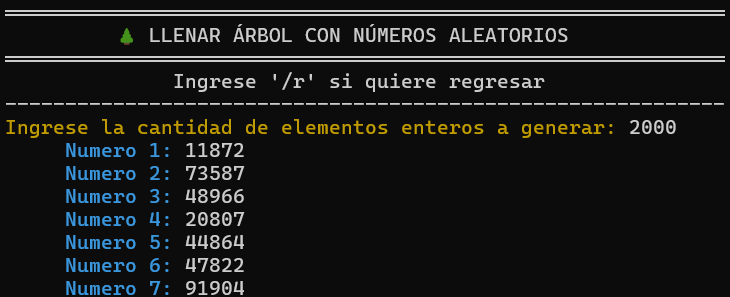 🌲 LLENAR ÁRBOL CON NÚMEROS ALEATORIOS
Ingrese '/r' si quiere regresar
Ingrese la cantidad de elementos enteros a generar: 2000
Numero 1: 11872
Numero 2: 73587
Numero 3: 48966
Numero 4: 20807
Numero 5: 44864
Numero 6: 47822
Numero 7: 91904